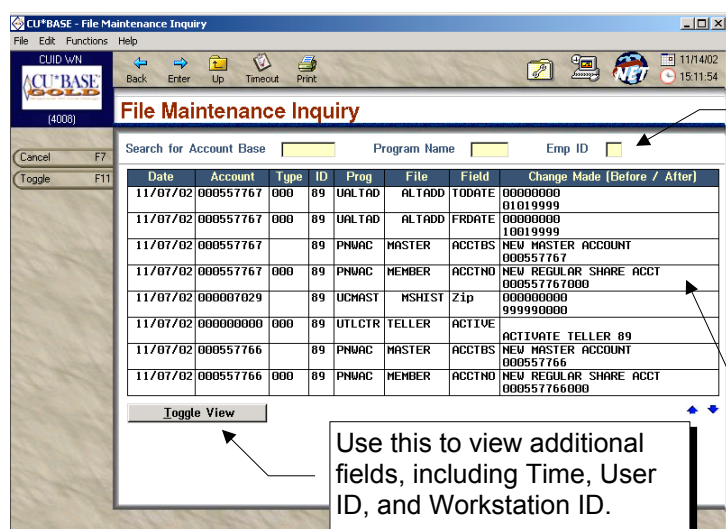 CU*BASE - File Maintenance Inquiry
File Edit Functions Help
CUID WN
CU*BASE
GOLD
(4008)
Back Enter Up Timeout Print
NET
11/14/02
15:11:54
File Maintenance Inquiry
Cancel F7
Toggle F11
Search for Account Base Program Name Emp ID
Date Account Type ID Prog File Field Change Made (Before / After)
11/07/02 000557767 000 89 UALTAD ALTADD TODATE 00000000
01019999
11/07/02 000557767 000 89 UALTAD ALTADD FRDATE 00000000
10019999
11/07/02 000557767 89 PNWAC MASTER ACCTBS NEW MASTER ACCOUNT
000557767
11/07/02 000557767 000 89 PNWAC MEMBER ACCTNO NEW REGULAR SHARE ACCT
000557767000
11/07/02 000007029 89 UCMAST MSHIST Zip 000000000
999990000
11/07/02 000000000 000 89 UTLCTR TELLER ACTIVE
ACTIVATE TELLER 89
11/07/02 000557766 89 PNWAC MASTER ACCTBS NEW MASTER ACCOUNT
000557766
11/07/02 000557766 000 89 PNWAC MEMBER ACCTNO NEW REGULAR SHARE ACCT
000557766000
Toggle View
Use this to view additional
fields, including Time, User
ID, and Workstation ID.